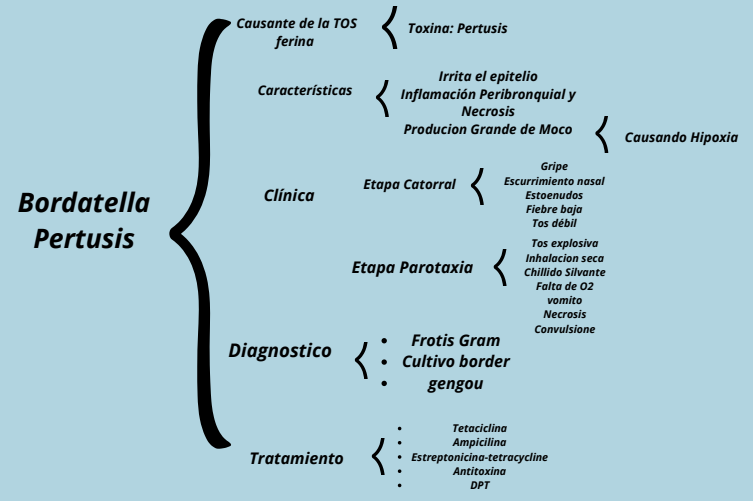 Bordatella
Pertusis
Causante de la TOS
ferina
Toxina: Pertusis
Características
Irrita el epitelio
Inflamación Peribronquial y
Necrosis
Producion Grande de Moco
Causando Hipoxia
Clínica
Etapa Catorral
Gripe
Escurrimiento nasal
Estoenudos
Fiebre baja
Tos débil
Etapa Parotaxia
Tos explosiva
Inhalacion seca
Chillido Silvante
Falta de O2
vomito
Necrosis
Convulsione
Diagnostico
• Frotis Gram
• Cultivo border
• gengou
Tratamiento
• Tetaciclina
• Ampicilina
• Estreptonicina-tetracycline
• Antitoxina
• DPT